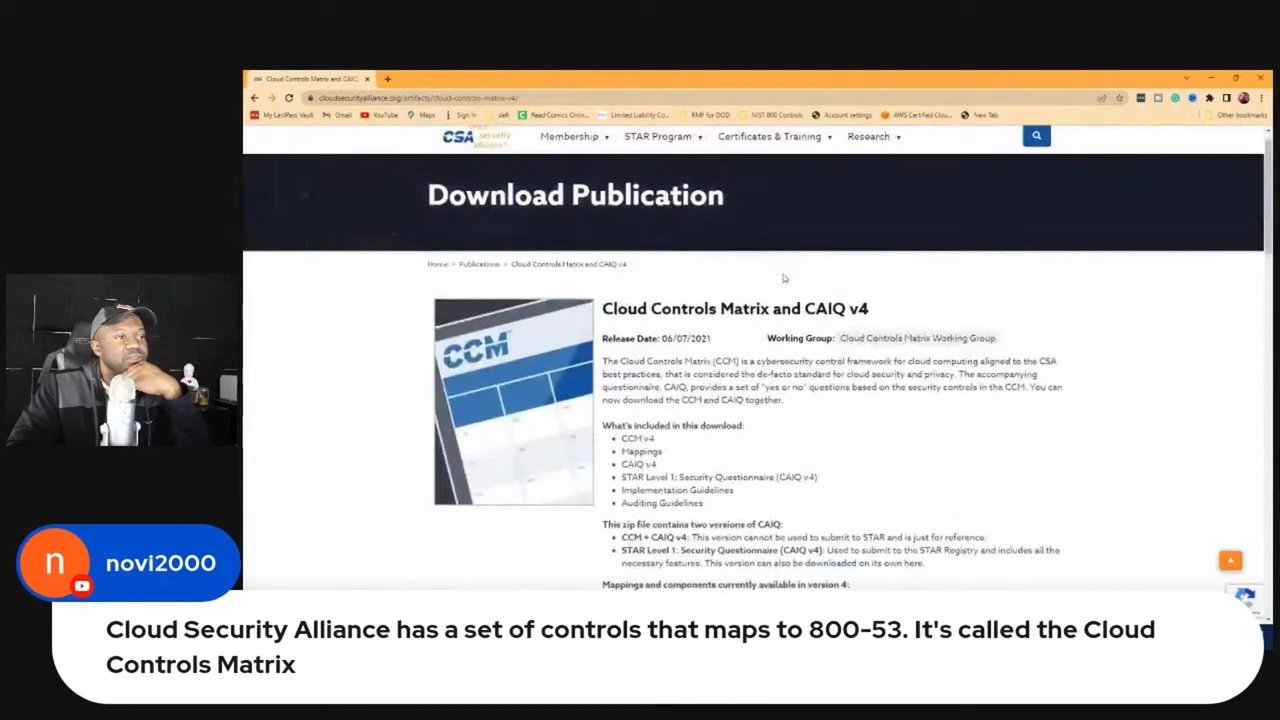 Cloud Controls Matrix and CAIQ
cloudsecurityalliance.org/artifacts/cloud-controls-matrix-v4/
My LastPass Vault Gmail YouTube Maps Sign In defi Read Comics Onlin... Limited Liability Co... RMF for DOD NIST 800 Controls Account settings AWS Certified Clou... New Tab Other bookmarks
CSA cloud security alliance Membership STAR Program Certificates & Training Research
Download Publication
Home > Publications > Cloud Controls Matrix and CAIQ v4
CCM
Cloud Controls Matrix and CAIQ v4
Release Date: 06/07/2021 Working Group: Cloud Controls Matrix Working Group
The Cloud Controls Matrix (CCM) is a cybersecurity control framework for cloud computing aligned to the CSA
best practices, that is considered the de-facto standard for cloud security and privacy. The accompanying
questionnaire, CAIQ, provides a set of "yes or no" questions based on the security controls in the CCM. You can
now download the CCM and CAIQ together.
What's included in this download:
• CCM v4
• Mappings
• CAIQ v4
• STAR Level 1: Security Questionnaire (CAIQ v4)
• Implementation Guidelines
• Auditing Guidelines
This zip file contains two versions of CAIQ:
• CCM + CAIQ v4: This version cannot be used to submit to STAR and is just for reference.
• STAR Level 1: Security Questionnaire (CAIQ v4): Used to submit to the STAR Registry and includes all the
necessary features. This version can also be downloaded on its own here.
Mappings and components currently available in version 4:
n novi2000
Cloud Security Alliance has a set of controls that maps to 800-53. It's called the Cloud
Controls Matrix